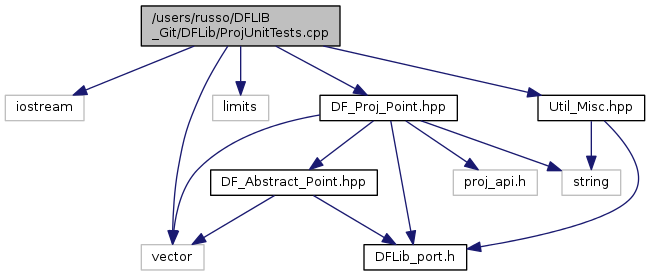 /users/russo/DFLIB
_Git/DFLib/ProjUnitTests.cpp
iostream
limits
DF_Proj_Point.hpp
Util_Misc.hpp
DF_Abstract_Point.hpp
proj_api.h
string
vector
DFLib_port.h